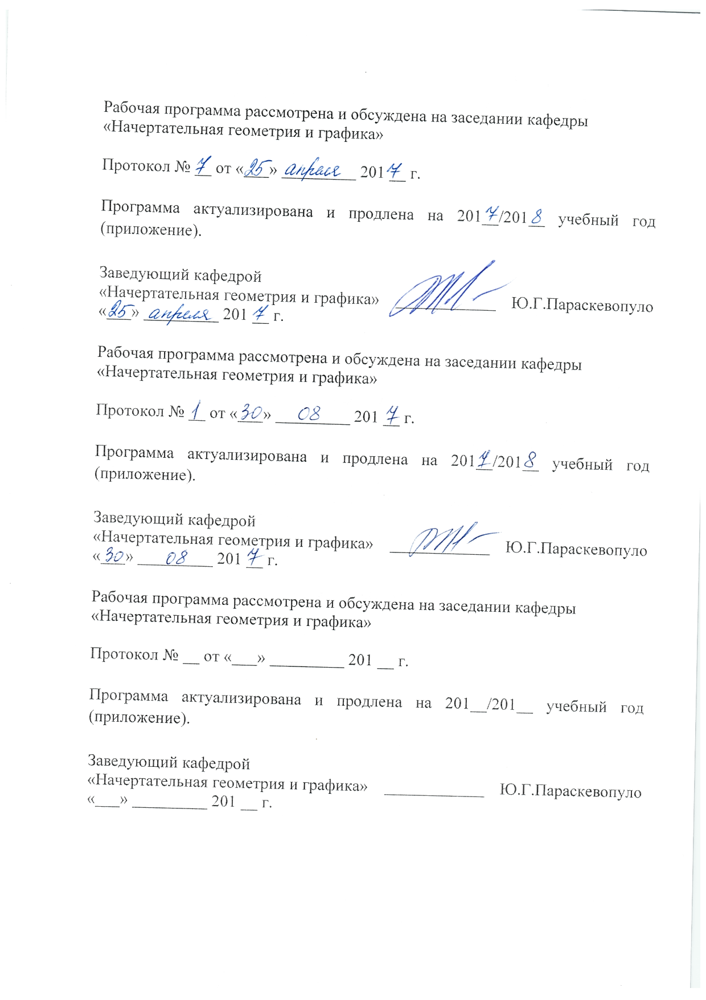 Рабочая программа рассмотрена и обсуждена на заседании кафедры
«Начертательная геометрия и графика»
Протокол № 7 от «25» апреля 2017 г.
Программа актуализирована и продлена на 2017/2018 учебный год
(приложение).
Заведующий кафедрой
«Начертательная геометрия и графика» Ю.Г.Параскевопуло
«25» апреля 2017 г.
Рабочая программа рассмотрена и обсуждена на заседании кафедры
«Начертательная геометрия и графика»
Протокол № 1 от «30» 08 2017 г.
Программа актуализирована и продлена на 2017/2018 учебный год
(приложение).
Заведующий кафедрой
«Начертательная геометрия и графика» Ю.Г.Параскевопуло
«30» 08 2017 г.
Рабочая программа рассмотрена и обсуждена на заседании кафедры
«Начертательная геометрия и графика»
Протокол № __ от «___» _________ 201 __ г.
Программа актуализирована и продлена на 201__/201__ учебный год
(приложение).
Заведующий кафедрой
«Начертательная геометрия и графика» ____________ Ю.Г.Параскевопуло
«___» _________ 201 __ г.